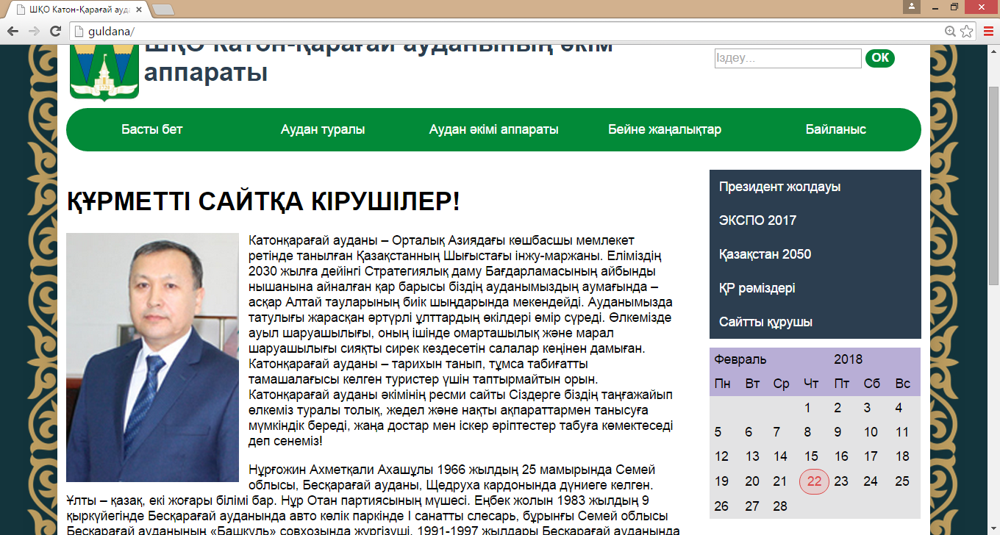 ШҚО Катон-Қарағай ауда
guldana/
ШҚО Катон-Қарағай ауданының әкім
аппараты
Іздеу...
OK
Басты бет
Аудан туралы
Аудан әкімі аппараты
Бейне жаңалықтар
Байланыс
ҚҰРМЕТТІ САЙТҚА КІРУШІЛЕР!
Катонқарағай ауданы – Орталық Азиядағы көшбасшы мемлекет
ретінде танылған Қазақстанның Шығыстағы інжу-маржаны. Еліміздің
2030 жылға дейінгі Стратегиялық даму Бағдарламасының айбынды
нышанына айналған қар барысы біздің ауданымыздың аумағында –
асқар Алтай тауларының биік шыңдарында мекендейді. Ауданымызда
татулығы жарасқан әртүрлі ұлттардың өкілдері өмір сүреді. Өлкемізде
ауыл шаруашылығы, оның ішінде омарташылық және марал
шаруашылығы сияқты сирек кездесетін салалар кеңінен дамыған.
Катонқарағай ауданы – тарихын танып, тұмса табиғатты
тамашалағысы келген туристер үшін таптырмайтын орын.
Катонқарағай ауданы әкімінің ресми сайты Сіздерге біздің таңғажайып
өлкеміз туралы толық, жедел және нақты ақпараттармен танысуға
мүмкіндік береді, жаңа достар мен іскер әріптестер табуға көмектеседі
деп сенеміз!
Нұрғожин Ахметқали Ахашұлы 1966 жылдың 25 мамырында Семей
облысы, Бесқарағай ауданы, Щедруха кардонында дүниеге келген.
Ұлты – қазақ, екі жоғары білімі бар. Нұр Отан партиясының мүшесі. Еңбек жолын 1983 жылдың 9
қыркүйегінде Бесқарағай ауданында авто көлік паркінде І санатты слесарь, бұрынғы Семей облысы
Бесқарағай ауданының «Башкуль» совхозында жүргізуші, 1991-1997 жылдары Бесқарағай ауданында
Президент жолдауы
ЭКСПО 2017
Қазақстан 2050
ҚР рәміздері
Сайтты құрушы
Февраль 2018
Пн Вт Ср Чт Пт Сб Вс
1 2 3 4
5 6 7 8 9 10 11
12 13 14 15 16 17 18
19 20 21 22 23 24 25
26 27 28